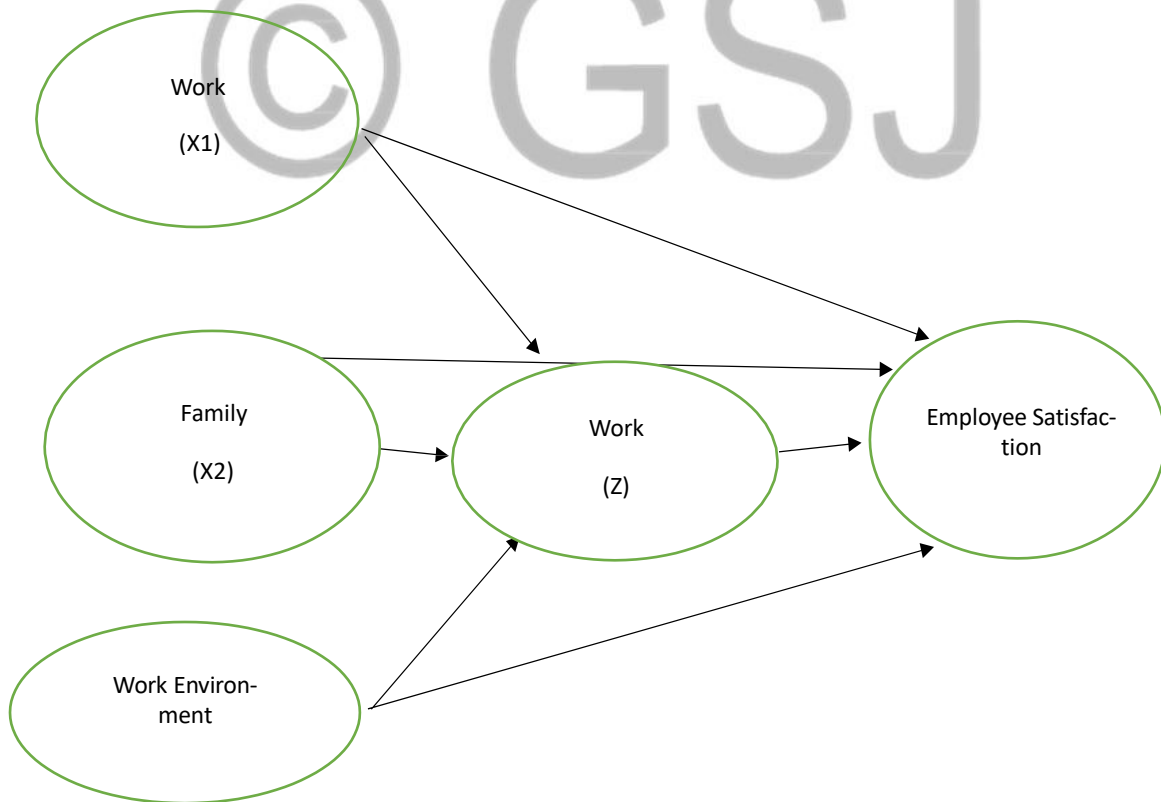 © GSJ
Work
(X1)
Family
(X2)
Work
(Z)
Employee Satisfac-
tion
Work Environ-
ment